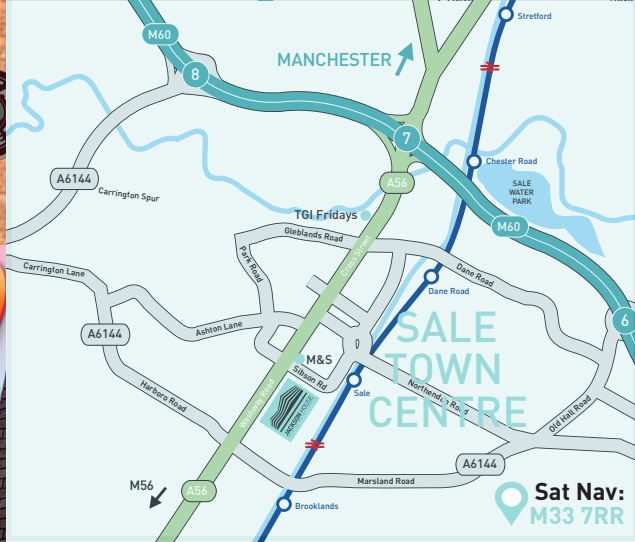 Stretford
M60
MANCHESTER
8
7
Chester Road
A6144
Carrington Spur
A56
SALE
WATER
PARK
TGI Fridays
M60
Gleblands Road
Cross Street
Park Road
Dane Road
Carrington Lane
Dane Road
6
A6144
Ashton Lane
SALE
TOWN
CENTRE
M&S
Sibson Rd
Sale
Harboro Road
Washway Road
JACKSON HOUSE
Northenden Road
Old Hall Road
A6144
Marsland Road
M56
A56
Brooklands
Sat Nav:
M33 7RR